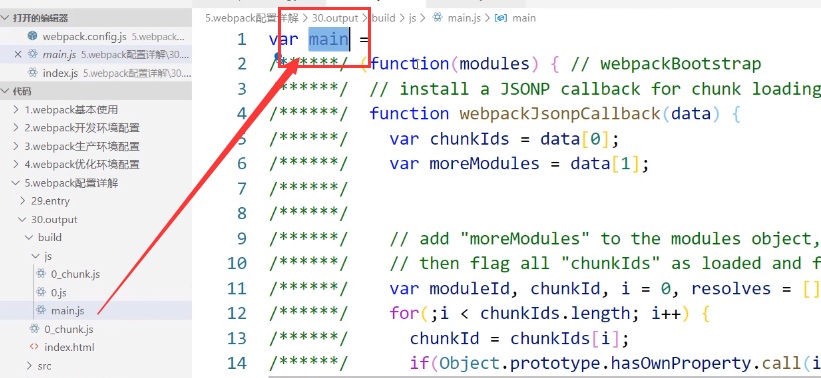 打开的编辑器
webpack.config.js 5.webpack...
main.js 5.webpack配置详解\30....
index.js 5.webpack配置详解\30...
代码
1.webpack基本使用
2.webpack开发环境配置
3.webpack生产环境配置
4.webpack优化环境配置
5.webpack配置详解
29.entry
30.output
build
js
0_chunk.js
0.js
main.js
0_chunk.js
index.html
src
5.webpack配置详解 > 30.output > build > js > main.js > main
1 var main =
2 /******/ (function(modules) { // webpackBootstrap
3 /******/ // install a JSONP callback for chunk loading
4 /******/ function webpackJsonpCallback(data) {
5 /******/ var chunkIds = data[0];
6 /******/ var moreModules = data[1];
7 /******/
8 /******/
9 /******/ // add "moreModules" to the modules object,
10 /******/ // then flag all "chunkIds" as loaded and f
11 /******/ var moduleId, chunkId, i = 0, resolves = []
12 /******/ for(;i < chunkIds.length; i++) {
13 /******/ chunkId = chunkIds[i];
14 /******/ if(Object.prototype.hasOwnProperty.call(i